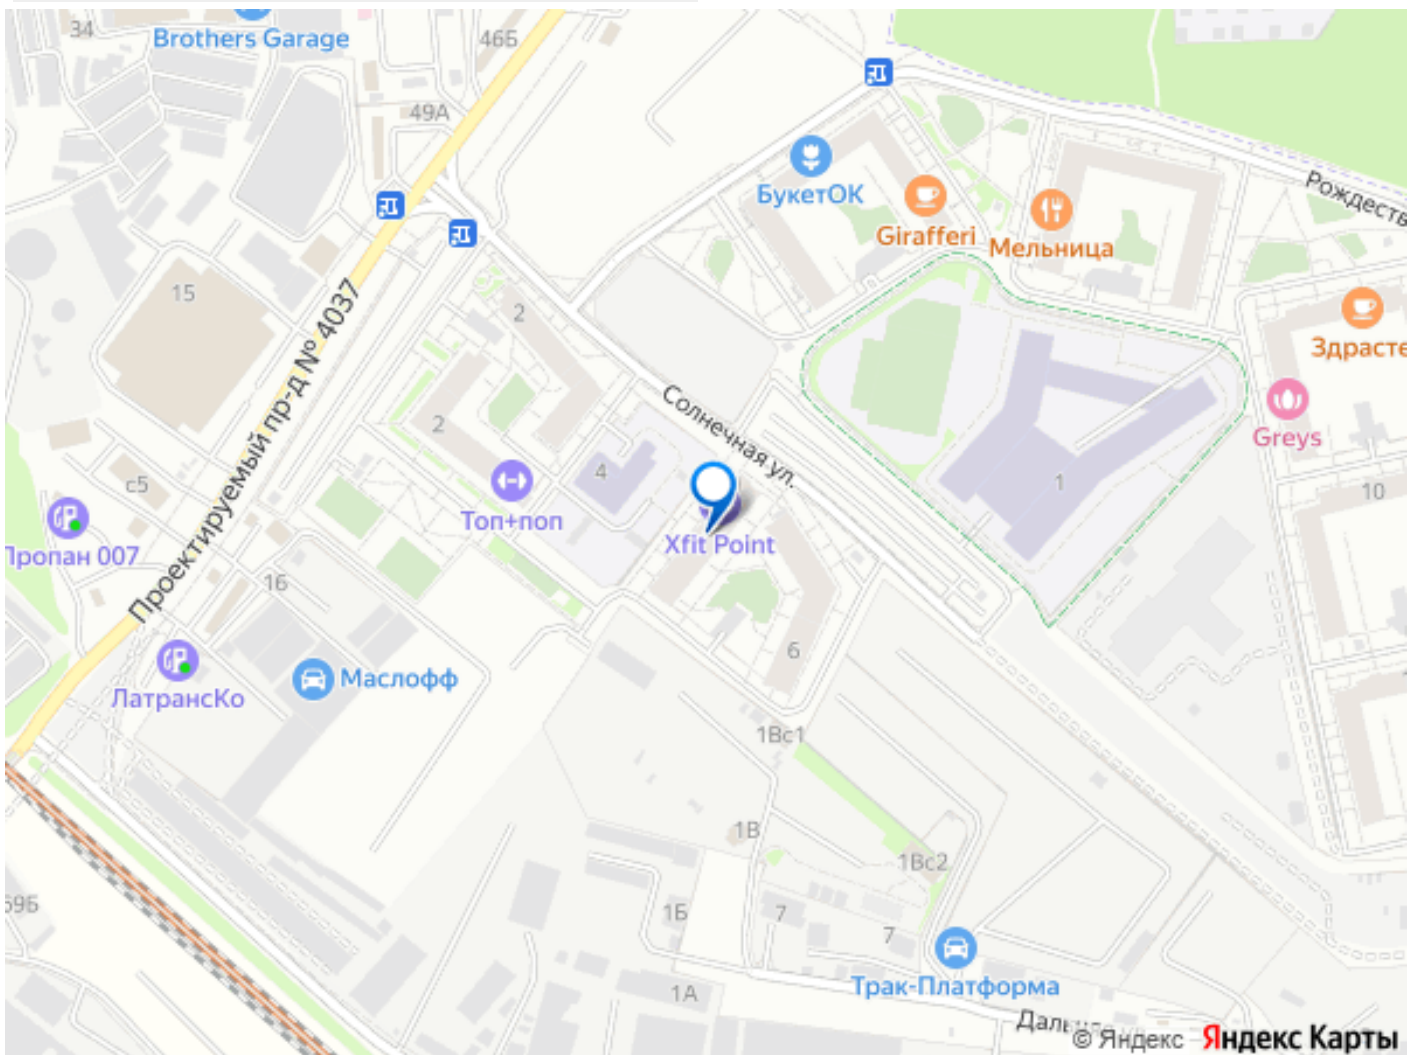 34
Brothers Garage
46Б
49А
БукетОК
Girafferi
Мельница
Рождеств
15
Проектируемый пр-д № 4037
2
2
Солнечная ул.
Здрасте
Greys
4
1
10
с5
Топ+поп
Xfit Point
Пропан 007
16
6
ЛатрансКо
Маслофф
1Вс1
1В
1Вс2
69Б
1Б
7
7
Трак-Платформа
1А
© Яндекс Яндекс Карты